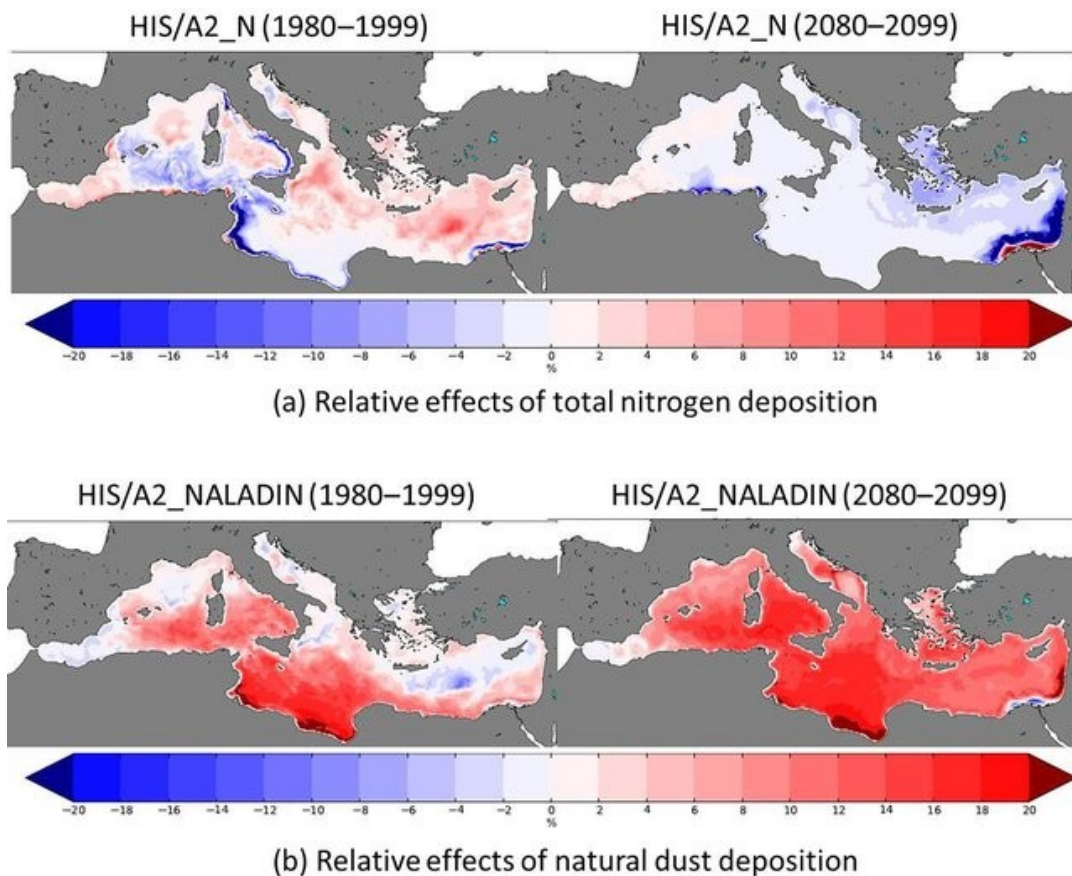 HIS/A2_N (1980–1999) HIS/A2_N (2080–2099)
−20 −18 −16 −14 −12 −10 −8 −6 −4 −2 0 2 4 6 8 10 12 14 16 18 20
%
(a) Relative effects of total nitrogen deposition
HIS/A2_NALADIN (1980–1999) HIS/A2_NALADIN (2080–2099)
−20 −18 −16 −14 −12 −10 −8 −6 −4 −2 0 2 4 6 8 10 12 14 16 18 20
%
(b) Relative effects of natural dust deposition